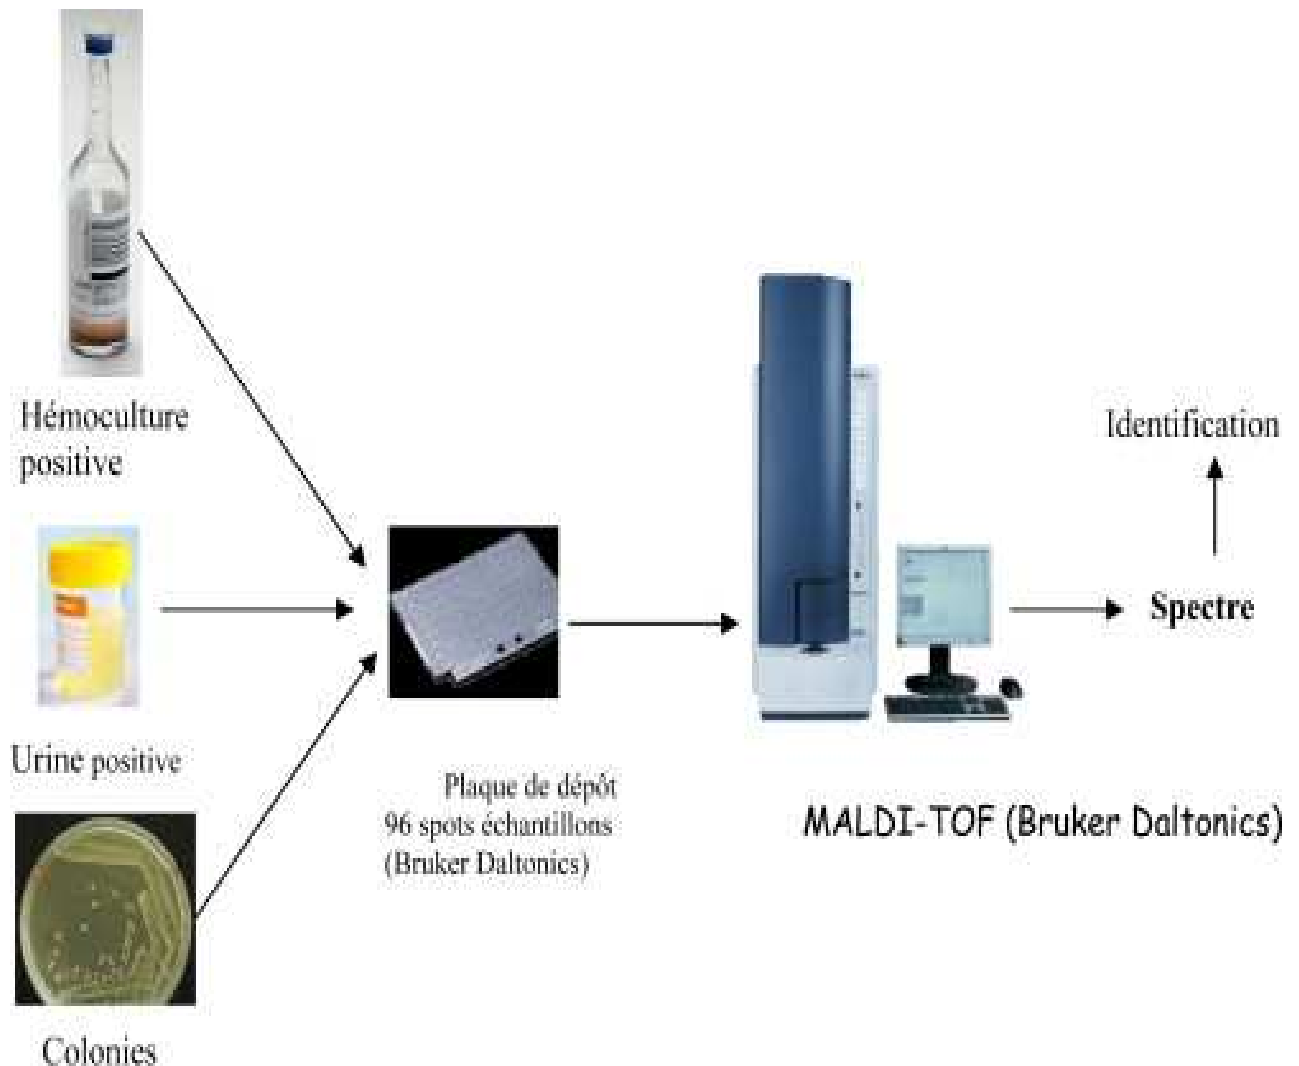 Hémoculture
positive
Urine positive
Colonies
Plaque de dépôt
96 spots échantillons
(Bruker Daltonics)
MALDI-TOF (Bruker Daltonics)
Identification
Spectre